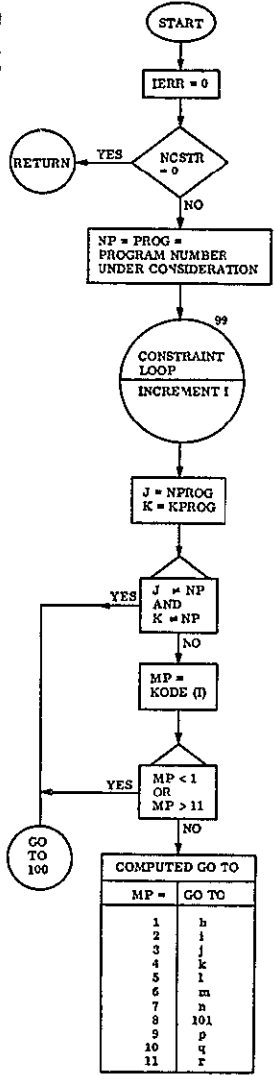 START
IERR = 0
NCSTR
= 0
YES
RETURN
NO
NP = PROG =
PROGRAM NUMBER
UNDER CONSIDERATION
99
CONSTRAINT
LOOP
INCREMENT I
J = NPROG
K = KPROG
J ≠ NP
AND
K ≠ NP
YES
NO
MP =
KODE (I)
MP < 1
OR
MP > 11
YES
NO
GO
TO
100
COMPUTED GO TO
MP = GO TO
1 h
2 i
3 j
4 k
5 l
6 m
7 n
8 101
9 p
10 q
11 r